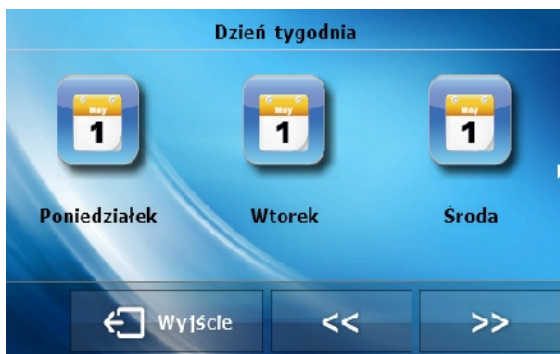 Dzień tygodnia
May May May
1 1 1
Poniedziałek Wtorek Środa
Wyjście << >>